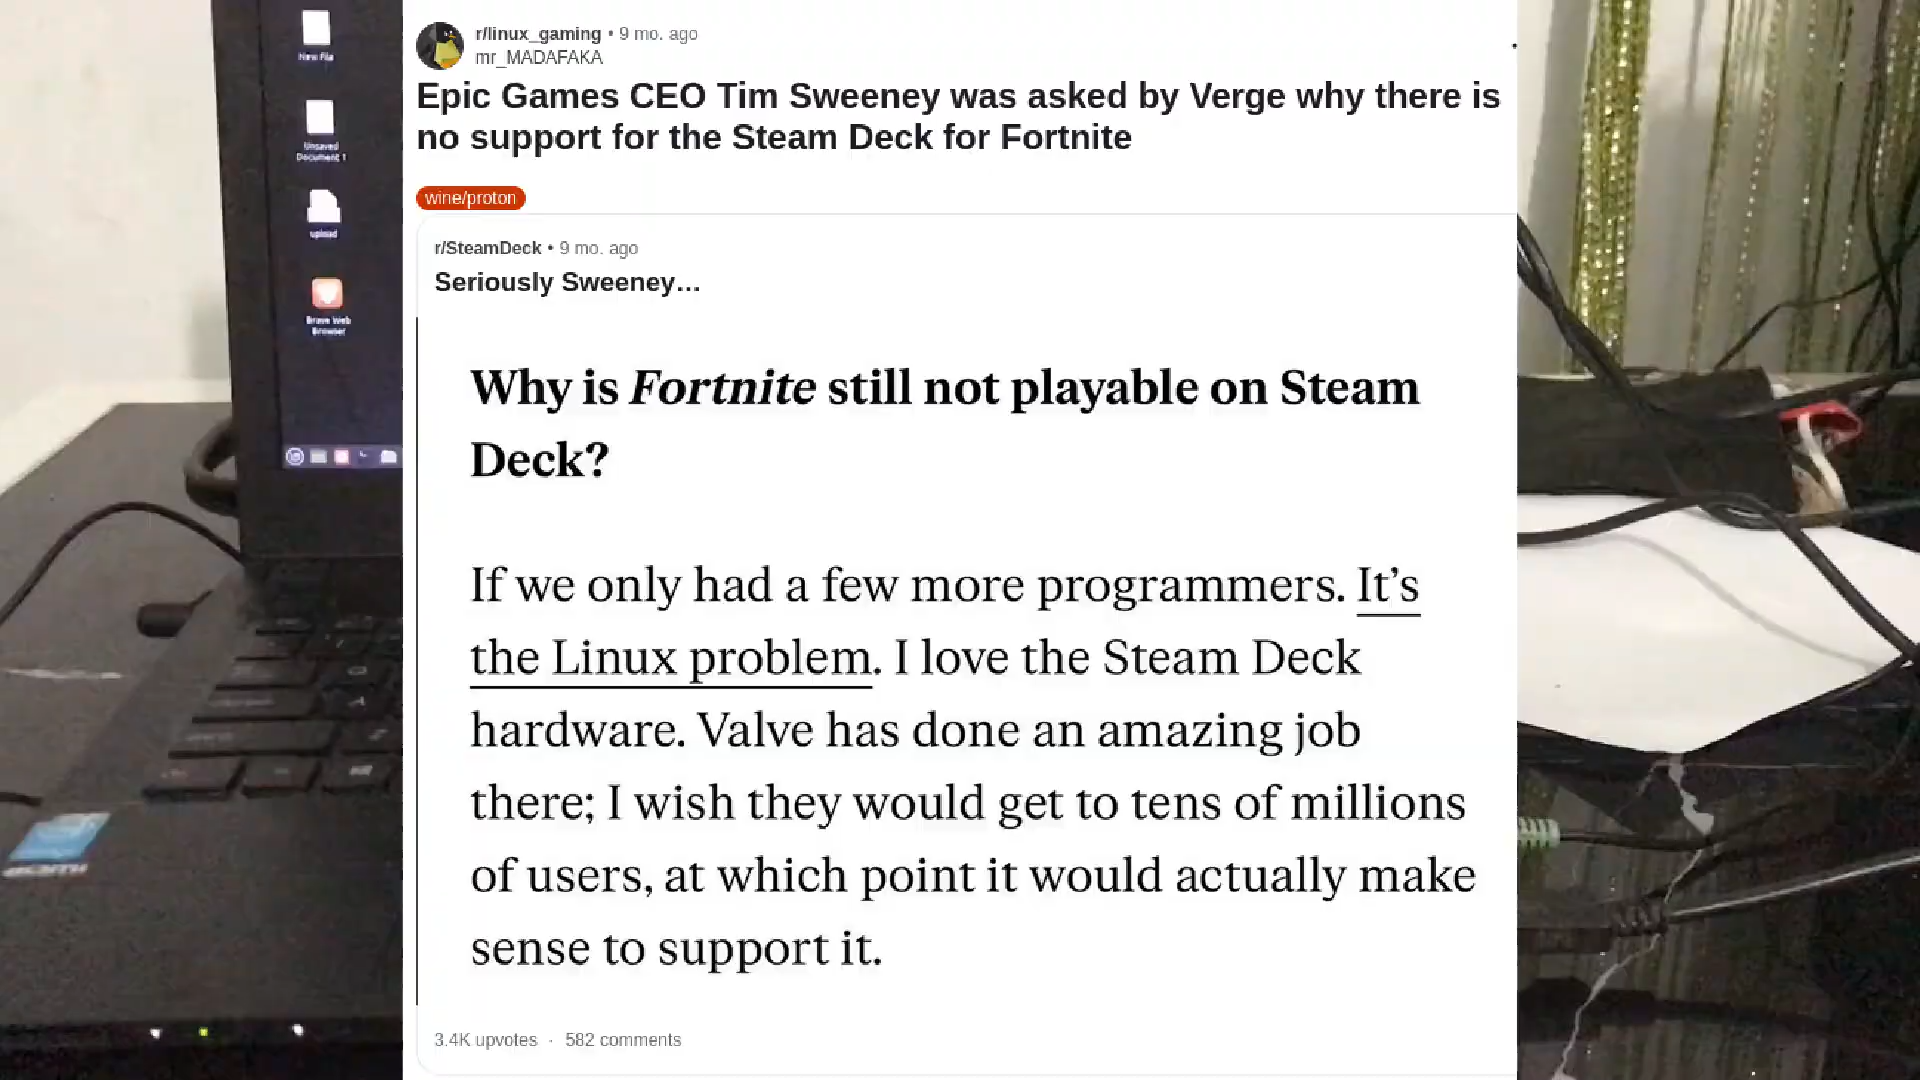 New File
Unsaved
Document 1
upload
Brave Web
Browser
r/linux_gaming • 9 mo. ago
mr_MADAFAKA
Epic Games CEO Tim Sweeney was asked by Verge why there is
no support for the Steam Deck for Fortnite
wine/proton
r/SteamDeck • 9 mo. ago
Seriously Sweeney…
Why is Fortnite still not playable on Steam
Deck?
If we only had a few more programmers. It’s
the Linux problem. I love the Steam Deck
hardware. Valve has done an amazing job
there; I wish they would get to tens of millions
of users, at which point it would actually make
sense to support it.
3.4K upvotes · 582 comments